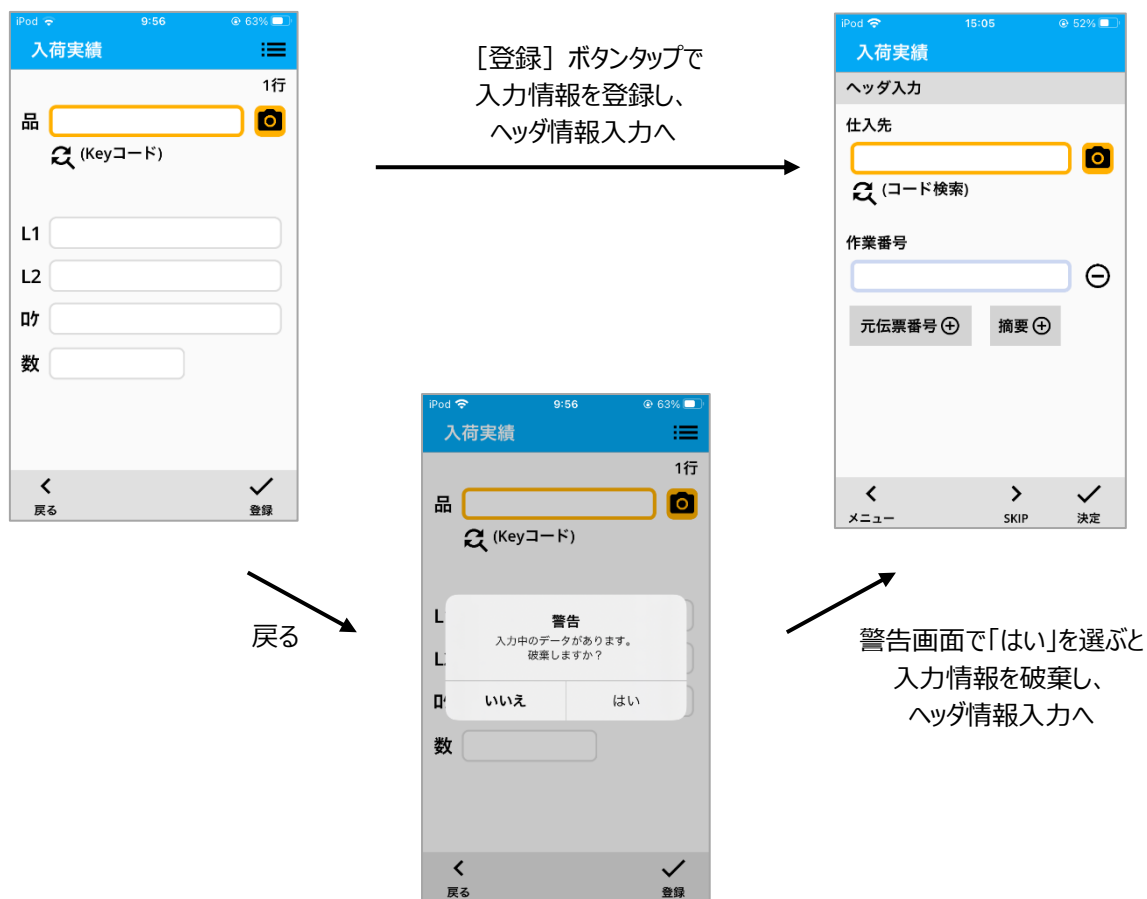 iPod 9:56 63%
入荷実績
1行
品
(Keyコード)
L1
L2
ﾛｹ
数
戻る
登録
［登録］ボタンタップで
入力情報を登録し、
ヘッダ情報入力へ
iPod 15:05 52%
入荷実績
ヘッダ入力
仕入先
(コード検索)
作業番号
元伝票番号
摘要
メニュー
SKIP
決定
戻る
iPod 9:56 63%
入荷実績
1行
品
(Keyコード)
警告
入力中のデータがあります。
破棄しますか？
いいえ
はい
L
L
数
戻る
登録
警告画面で「はい」を選ぶと
入力情報を破棄し、
ヘッダ情報入力へ